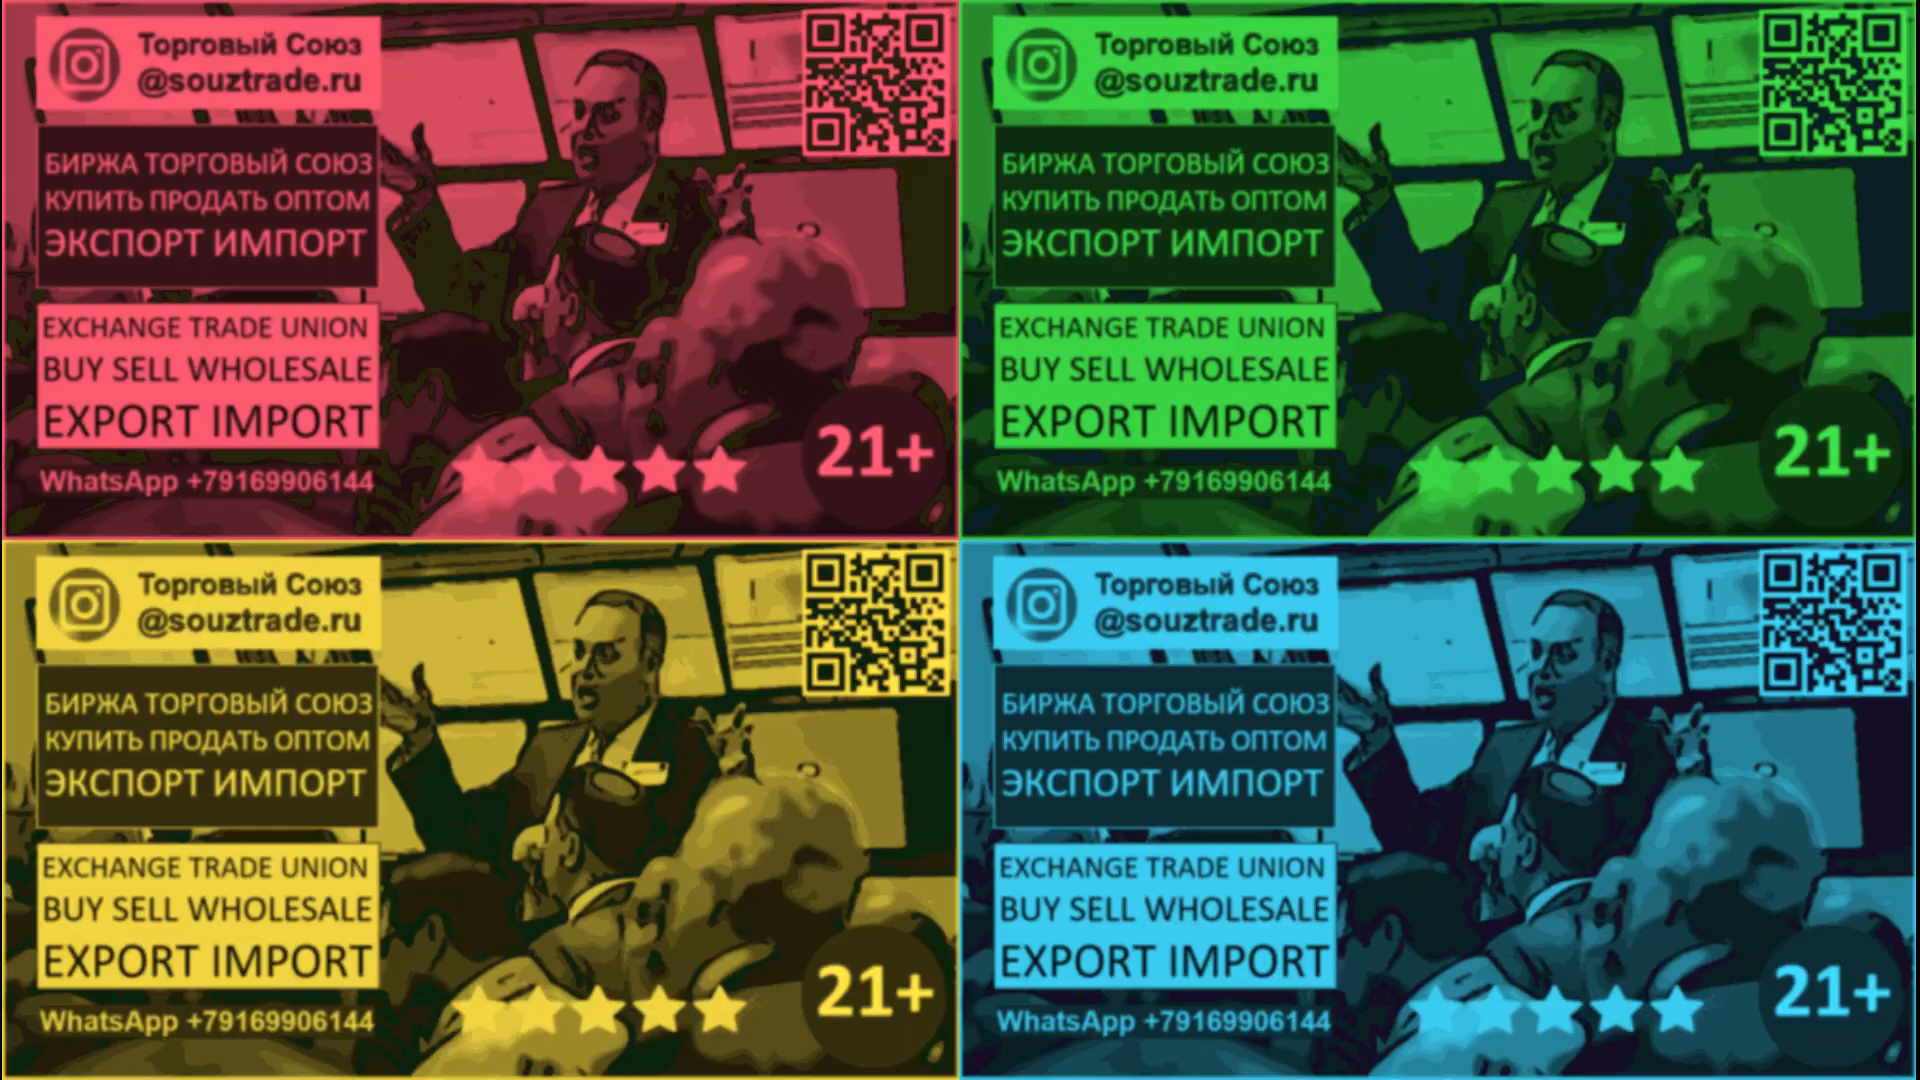 Торговый Союз
@souztrade.ru
БИРЖА ТОРГОВЫЙ СОЮЗ
КУПИТЬ ПРОДАТЬ ОПТОМ
ЭКСПОРТ ИМПОРТ
EXCHANGE TRADE UNION
BUY SELL WHOLESALE
EXPORT IMPORT
WhatsApp +79169906144
21+
Торговый Союз
@souztrade.ru
БИРЖА ТОРГОВЫЙ СОЮЗ
КУПИТЬ ПРОДАТЬ ОПТОМ
ЭКСПОРТ ИМПОРТ
EXCHANGE TRADE UNION
BUY SELL WHOLESALE
EXPORT IMPORT
WhatsApp +79169906144
21+
Торговый Союз
@souztrade.ru
БИРЖА ТОРГОВЫЙ СОЮЗ
КУПИТЬ ПРОДАТЬ ОПТОМ
ЭКСПОРТ ИМПОРТ
EXCHANGE TRADE UNION
BUY SELL WHOLESALE
EXPORT IMPORT
WhatsApp +79169906144
21+
Торговый Союз
@souztrade.ru
БИРЖА ТОРГОВЫЙ СОЮЗ
КУПИТЬ ПРОДАТЬ ОПТОМ
ЭКСПОРТ ИМПОРТ
EXCHANGE TRADE UNION
BUY SELL WHOLESALE
EXPORT IMPORT
WhatsApp +79169906144
21+